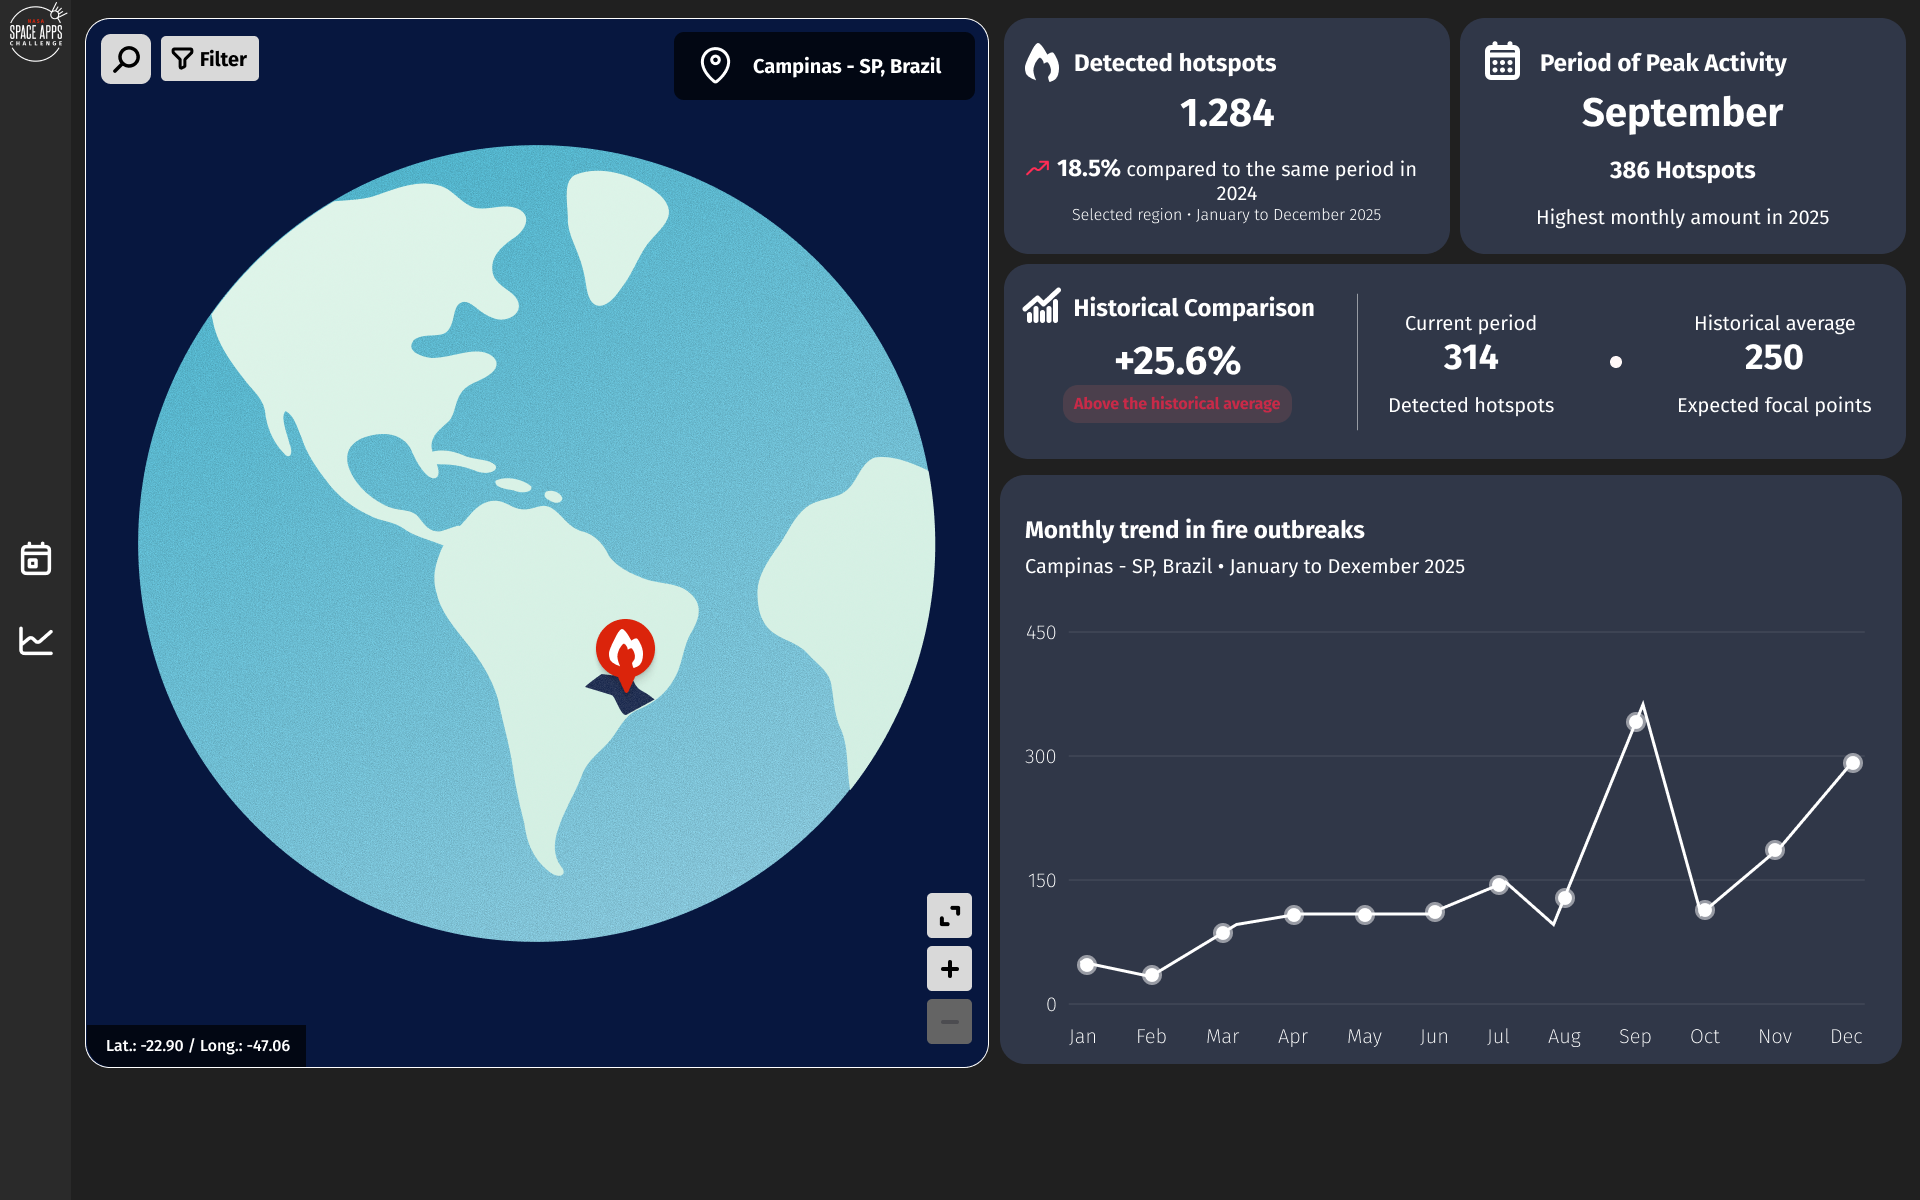 NASA
SPACE APPS
CHALLENGE
Filter
Campinas - SP, Brazil
Lat.: -22.90 / Long.: -47.06
Detected hotspots
1.284
18.5% compared to the same period in
2024
Selected region • January to December 2025
Period of Peak Activity
September
386 Hotspots
Highest monthly amount in 2025
Historical Comparison
+25.6%
Above the historical average
Current period
314
Detected hotspots
Historical average
250
Expected focal points
Monthly trend in fire outbreaks
Campinas - SP, Brazil • January to Dexember 2025
450
300
150
0
Jan Feb Mar Apr May Jun Jul Aug Sep Oct Nov Dec